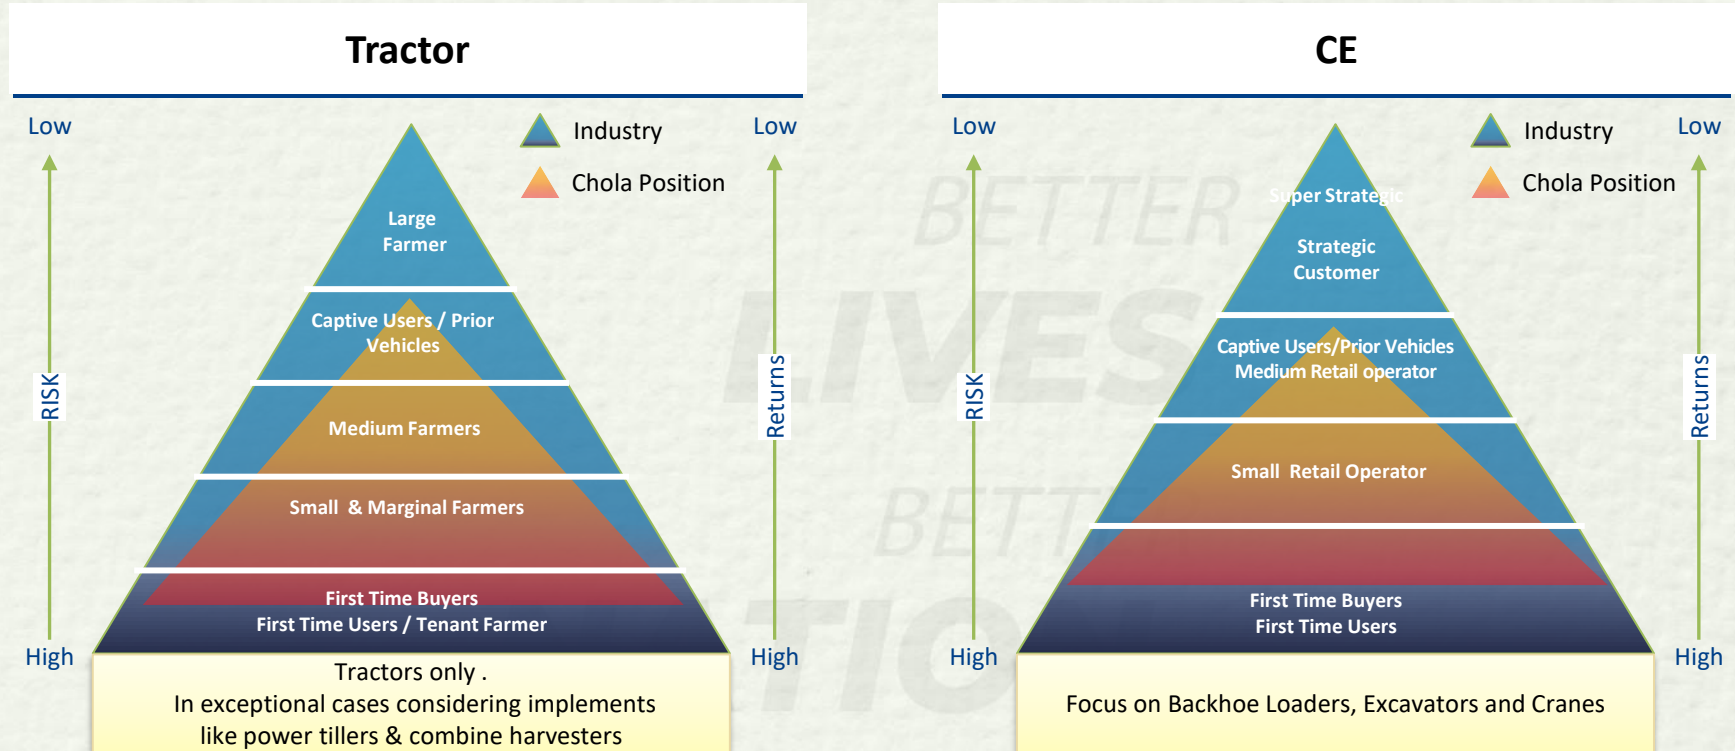 Tractor
Low
Industry
Chola Position
Low
Large
Farmer
Captive Users / Prior
Vehicles
RISK
Returns
Medium Farmers
Small & Marginal Farmers
First Time Buyers
First Time Users / Tenant Farmer
High
High
Tractors only .
In exceptional cases considering implements
like power tillers & combine harvesters
CE
Low
Industry
Chola Position
Low
Super Strategic
Strategic
Customer
Captive Users/Prior Vehicles
Medium Retail operator
RISK
Returns
Small Retail Operator
First Time Buyers
First Time Users
High
High
Focus on Backhoe Loaders, Excavators and Cranes
BETTER
LIVES
BETTER